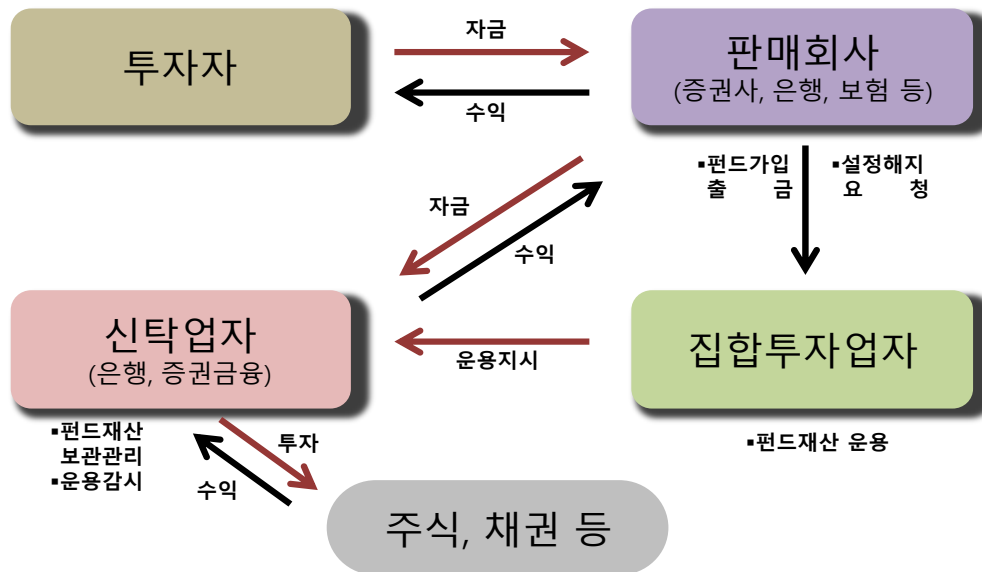 자금
투자자
판매회사
(증권사, 은행, 보험 등)
수익
▪펀드가입
출 금
▪설정해지
요 청
자금
수익
신탁업자
(은행, 증권금융)
운용지시
집합투자업자
▪펀드재산
보관관리
▪운용감시
투자
수익
▪펀드재산 운용
주식, 채권 등